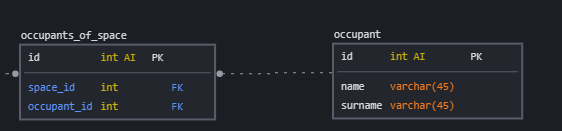 occupants_of_space
id int AI PK
space_id int FK
occupant_id int FK
occupant
id int AI PK
name varchar(45)
surname varchar(45)